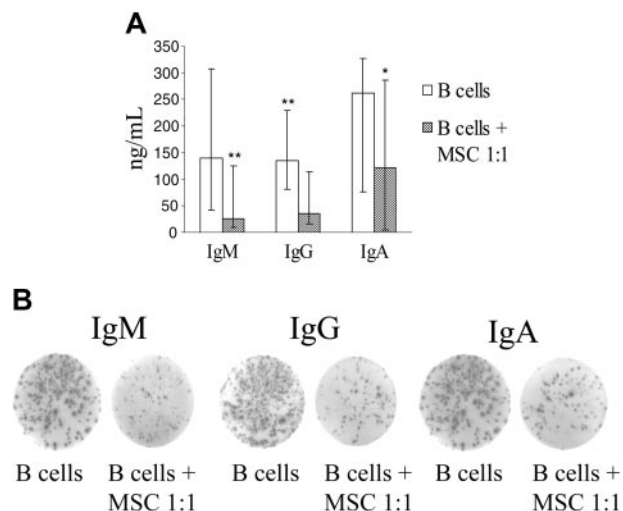 A
ng/mL
350
300
250
200
150
100
50
0
**
**
*
IgM
IgG
IgA
B cells
B cells +
MSC 1:1
B
IgM
IgG
IgA
B cells
B cells +
MSC 1:1
B cells
B cells +
MSC 1:1
B cells
B cells +
MSC 1:1